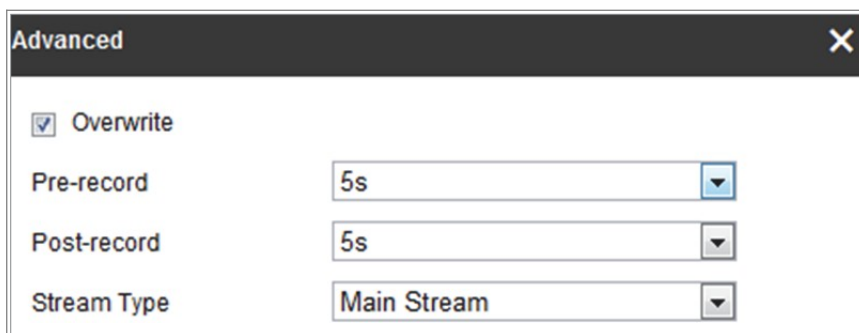 Advanced
Overwrite
Pre-record 5s
Post-record 5s
Stream Type Main Stream